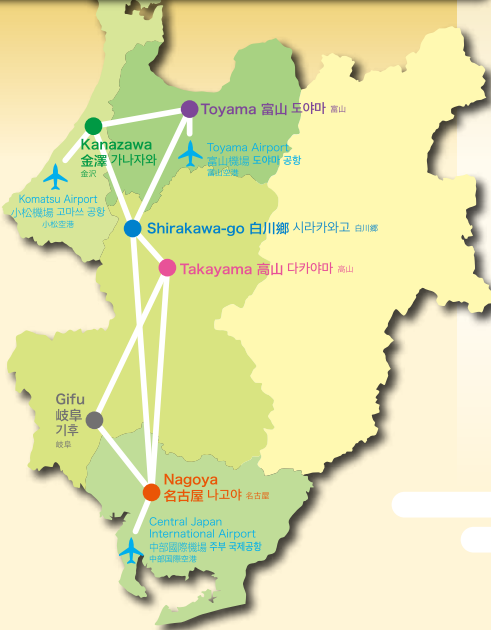 Toyama 富山 도야마 富山
Kanazawa
金澤 가나자와
金沢
Toyama Airport
富山機場 도야마 공항
富山空港
Komatsu Airport
小松機場 고마쓰 공항
小松空港
Shirakawa-go 白川鄉 시라카와고 白川郷
Takayama 高山 다카야마 高山
Gifu
岐阜
기후
岐阜
Nagoya
名古屋 나고야 名古屋
Central Japan
International Airport
中部國際機場 주부 국제공항
中部国際空港